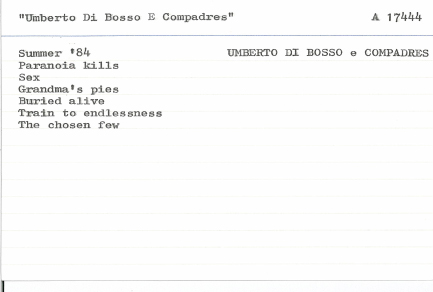 "Umberto Di Bosso E Compadres" A 17444
Summer '84 UMBERTO DI BOSSO e COMPADRES
Paranoia kills
Sex
Grandma's pies
Buried alive
Train to endlessness
The chosen few